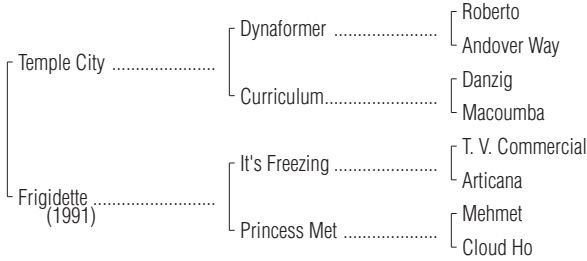 Roberto
Dynaformer ....................
Andover Way
Temple City ......................
Danzig
Curriculum......................
Macoumba
T. V. Commercial
It's Freezing ....................
Articana
Frigidette .........................
(1991)
Mehmet
Princess Met ..................
Cloud Ho